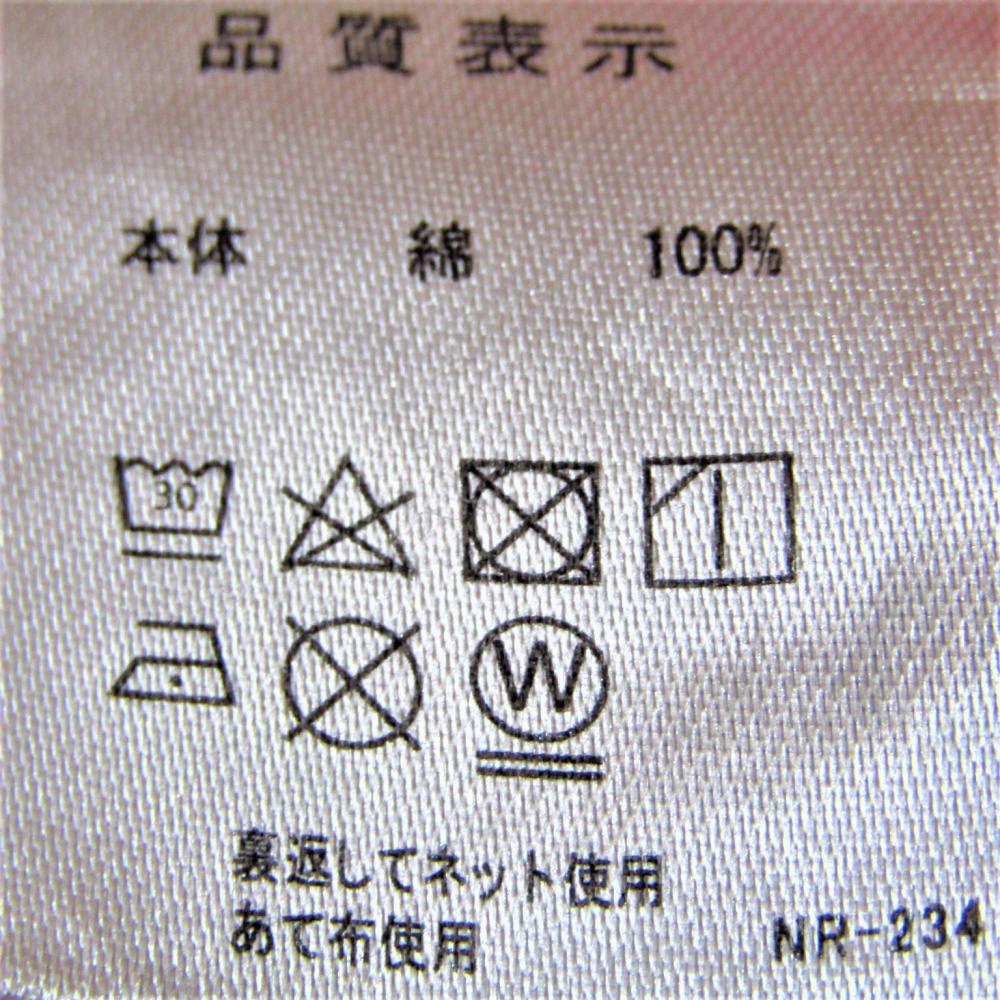 品質表示
本体 綿 100%
30
W
裏返してネット使用
あて布使用
NR-234